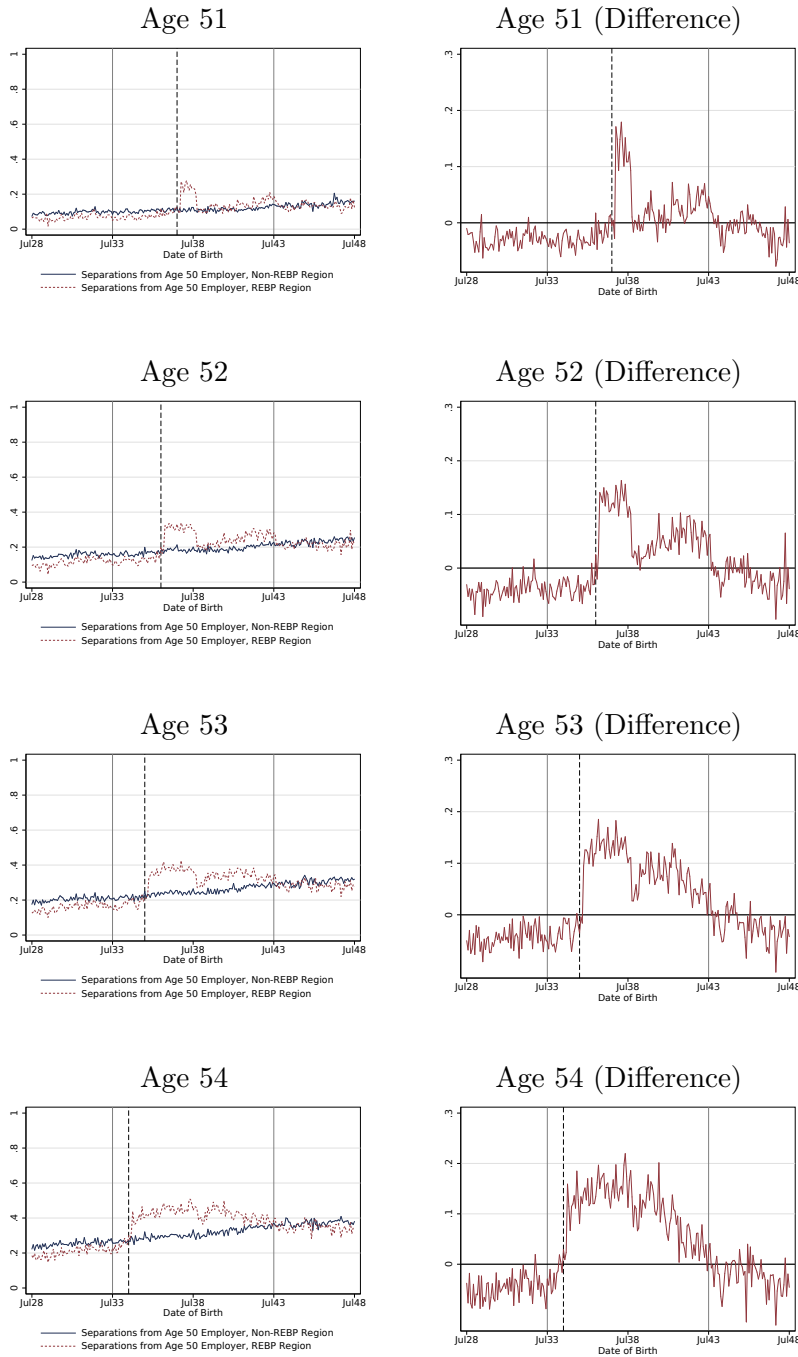 Age 51
1
.8
.6
.4
.2
0
Jul28 Jul33 Jul38 Jul43 Jul48
Date of Birth
Separations from Age 50 Employer, Non-REBP Region
Separations from Age 50 Employer, REBP Region
Age 51 (Difference)
.3
.2
.1
0
Jul28 Jul33 Jul38 Jul43 Jul48
Date of Birth
Age 52
1
.8
.6
.4
.2
0
Jul28 Jul33 Jul38 Jul43 Jul48
Date of Birth
Separations from Age 50 Employer, Non-REBP Region
Separations from Age 50 Employer, REBP Region
Age 52 (Difference)
.3
.2
.1
0
Jul28 Jul33 Jul38 Jul43 Jul48
Date of Birth
Age 53
1
.8
.6
.4
.2
0
Jul28 Jul33 Jul38 Jul43 Jul48
Date of Birth
Separations from Age 50 Employer, Non-REBP Region
Separations from Age 50 Employer, REBP Region
Age 53 (Difference)
.3
.2
.1
0
Jul28 Jul33 Jul38 Jul43 Jul48
Date of Birth
Age 54
1
.8
.6
.4
.2
0
Jul28 Jul33 Jul38 Jul43 Jul48
Date of Birth
Separations from Age 50 Employer, Non-REBP Region
Separations from Age 50 Employer, REBP Region
Age 54 (Difference)
.3
.2
.1
0
Jul28 Jul33 Jul38 Jul43 Jul48
Date of Birth